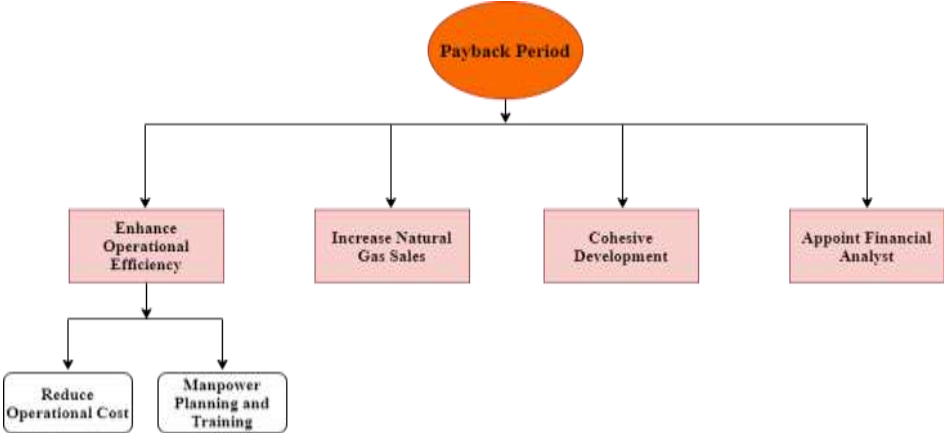 Payback Period
Enhance
Operational
Efficiency
Increase Natural
Gas Sales
Cohesive
Development
Appoint Financial
Analyst
Reduce
Operational Cost
Manpower
Planning and
Training